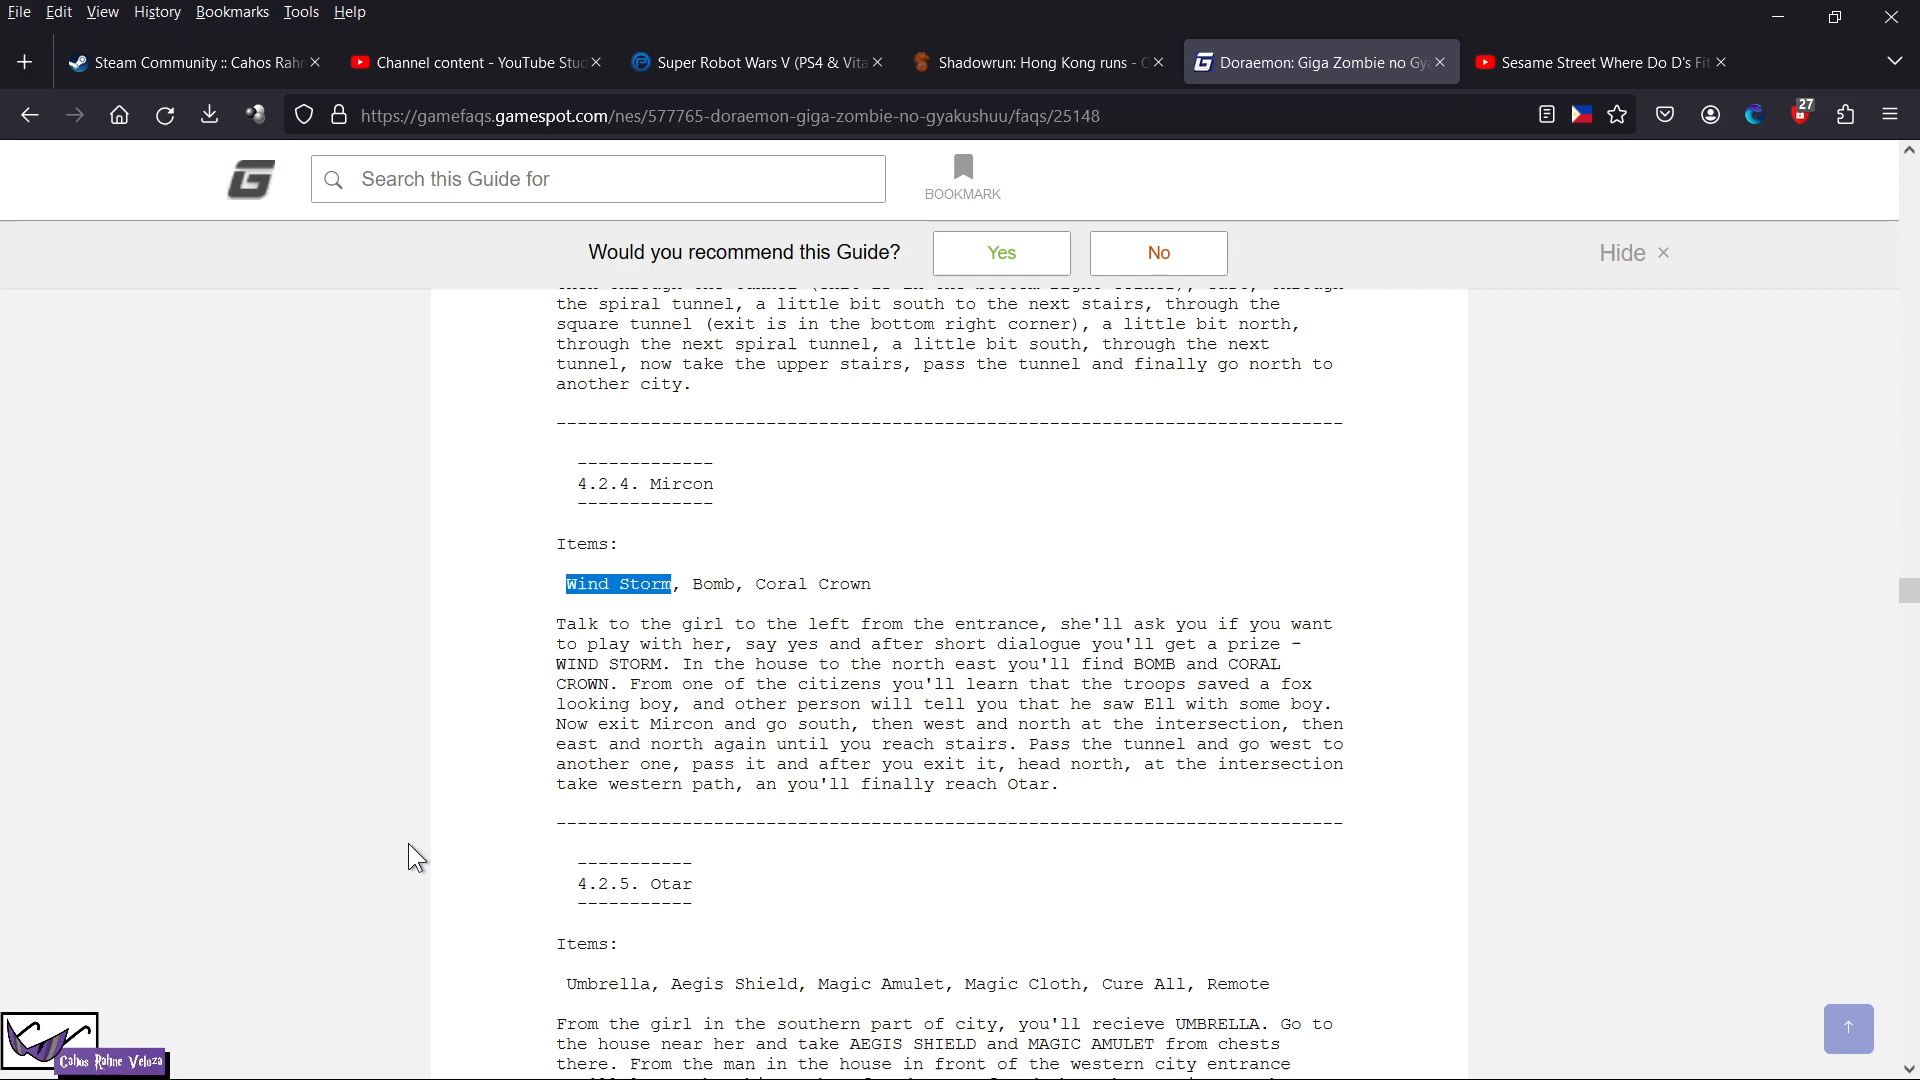 File Edit View History Bookmarks Tools Help
Steam Community :: Cahos Rahn
Channel content - YouTube Stud
Super Robot Wars V (PS4 & Vita
Shadowrun: Hong Kong runs - C
Doraemon: Giga Zombie no Gya
Sesame Street Where Do D's Fit
https://gamefaqs.gamespot.com/nes/577765-doraemon-giga-zombie-no-gyakushuu/faqs/25148
27
Search this Guide for
BOOKMARK
Would you recommend this Guide? Yes No Hide ×
the spiral tunnel, a little bit south to the next stairs, through the
square tunnel (exit is in the bottom right corner), a little bit north,
through the next spiral tunnel, a little bit south, through the next
tunnel, now take the upper stairs, pass the tunnel and finally go north to
another city.
---------------------------------------------------------------------------
-------------
4.2.4. Mircon
-------------
Items:
Wind Storm, Bomb, Coral Crown
Talk to the girl to the left from the entrance, she'll ask you if you want
to play with her, say yes and after short dialogue you'll get a prize -
WIND STORM. In the house to the north east you'll find BOMB and CORAL
CROWN. From one of the citizens you'll learn that the troops saved a fox
looking boy, and other person will tell you that he saw Ell with some boy.
Now exit Mircon and go south, then west and north at the intersection, then
east and north again until you reach stairs. Pass the tunnel and go west to
another one, pass it and after you exit it, head north, at the intersection
take western path, an you'll finally reach Otar.
---------------------------------------------------------------------------
-----------
4.2.5. Otar
-----------
Items:
Umbrella, Aegis Shield, Magic Amulet, Magic Cloth, Cure All, Remote
From the girl in the southern part of city, you'll recieve UMBRELLA. Go to
the house near her and take AEGIS SHIELD and MAGIC AMULET from chests
there. From the man in the house in front of the western city entrance
Cahos Rahne Veloza